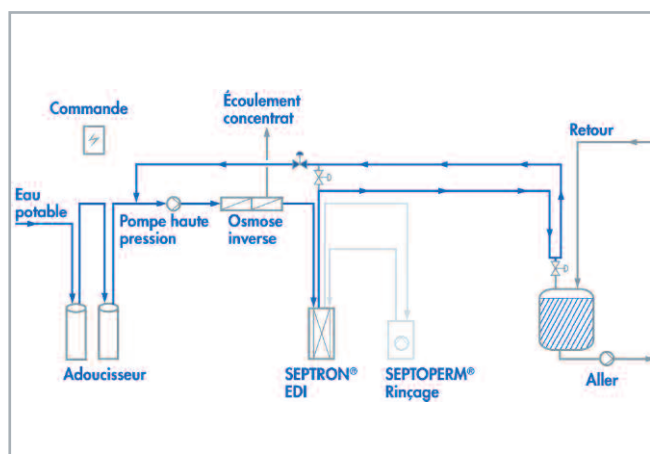 Commande
Écoulement
concentrat
Retour
Eau
potable
Pompe haute
pression
Osmose
inverse
Adoucisseur
SEPTRON®
EDI
SEPTOPERM®
Rinçage
Aller